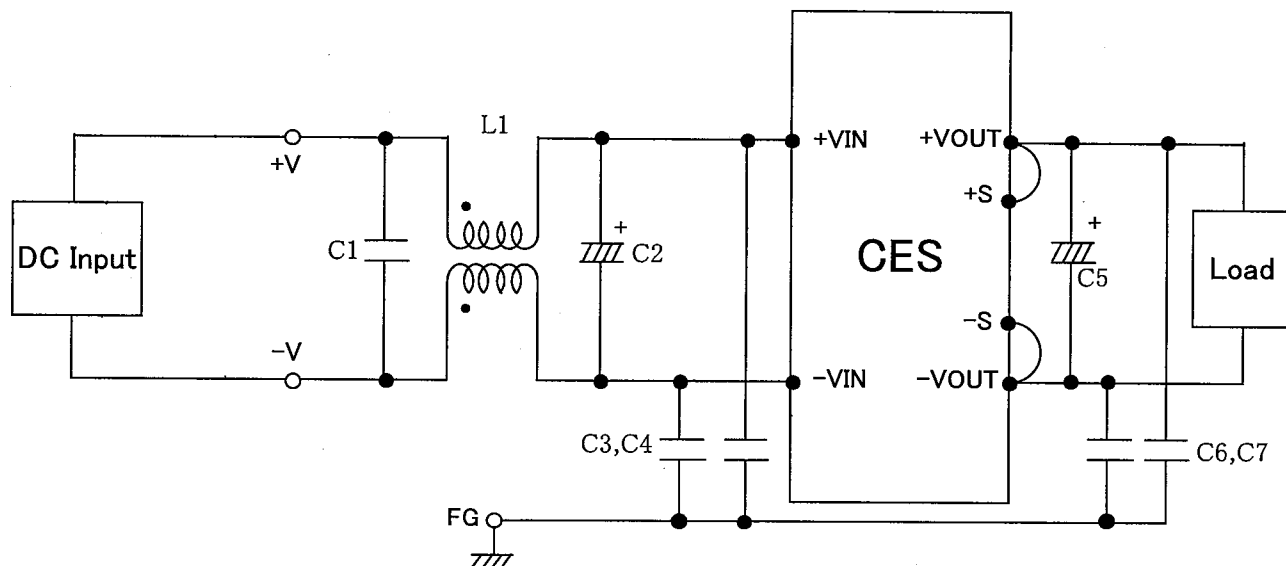 L1
+V
+VIN
+VOUT
+S
DC Input
C1
+
C2
CES
+
C5
Load
-S
-V
-VIN
-VOUT
C3,C4
C6,C7
FG